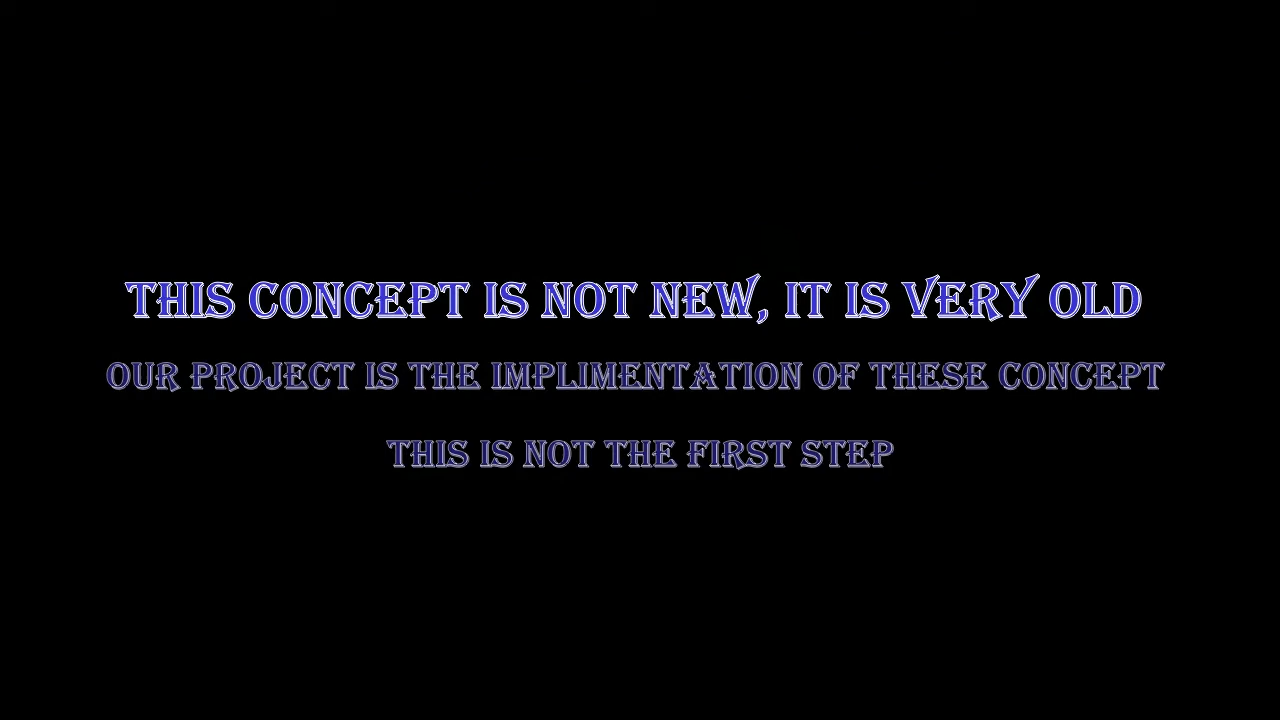 THIS CONCEPT IS NOT NEW, IT IS VERY OLD
OUR PROJECT IS THE IMPLIMENTATION OF THESE CONCEPT
THIS IS NOT THE FIRST STEP